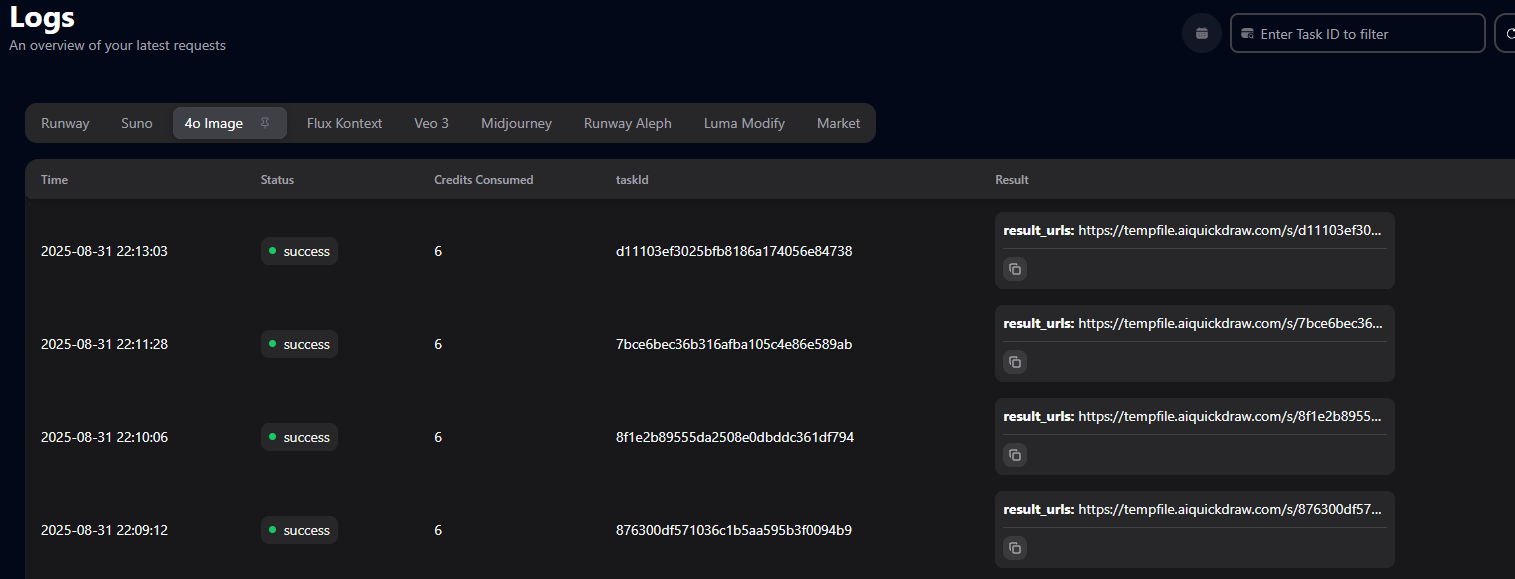 Logs
An overview of your latest requests
Enter Task ID to filter
Runway Suno 4o Image Flux Kontext Veo 3 Midjourney Runway Aleph Luma Modify Market
Time Status Credits Consumed taskId Result
2025-08-31 22:13:03 success 6 d11103ef3025bfb8186a174056e84738 result_urls: https://tempfile.aiquickdraw.com/s/d11103ef30...
2025-08-31 22:11:28 success 6 7bce6bec36b316afba105c4e86e589ab result_urls: https://tempfile.aiquickdraw.com/s/7bce6bec36...
2025-08-31 22:10:06 success 6 8f1e2b89555da2508e0dbddc361df794 result_urls: https://tempfile.aiquickdraw.com/s/8f1e2b8955...
2025-08-31 22:09:12 success 6 876300df571036c1b5aa595b3f0094b9 result_urls: https://tempfile.aiquickdraw.com/s/876300df57...